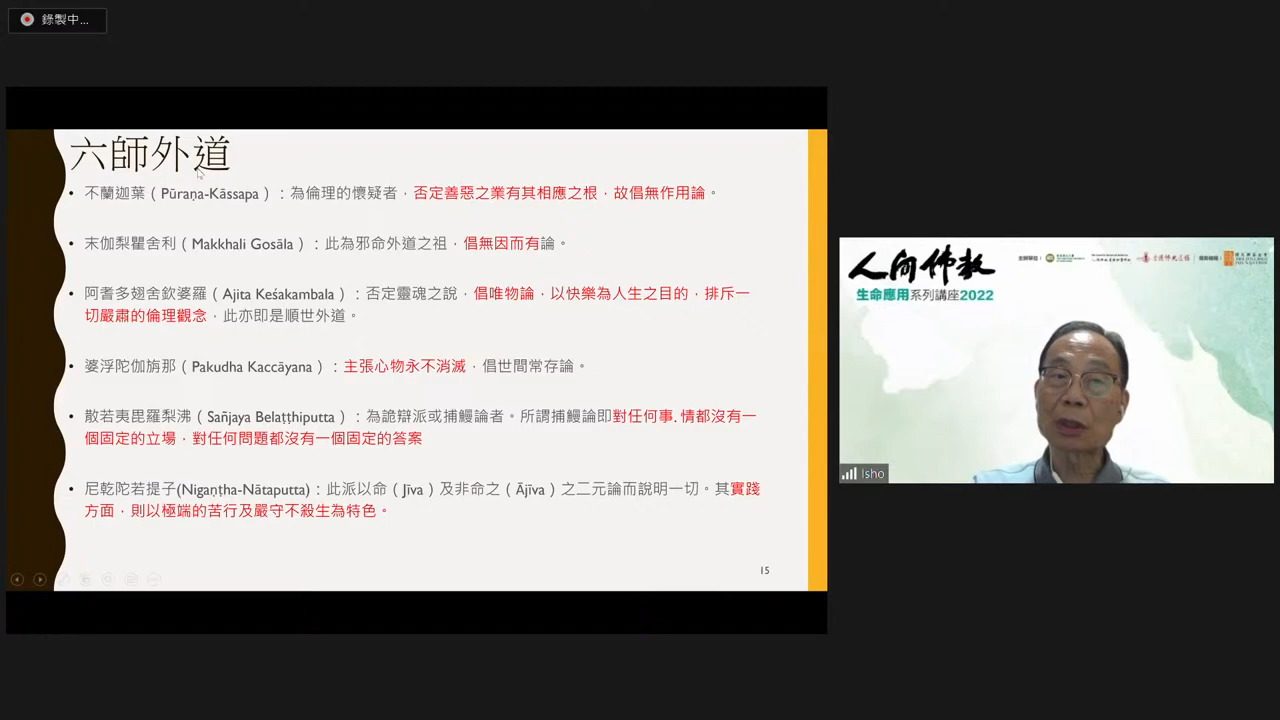 錄製中...
六師外道
• 不蘭迦葉（Pūraṇa-Kāssapa）：為倫理的懷疑者，否定善惡之業有其相應之根，故倡無作用論。
• 末伽梨瞿舍利（Makkhali Gosāla）：此為邪命外道之祖，倡無因而有論。
• 阿耆多翅舍欽婆羅（Ajita Keśakambala）：否定靈魂之說，倡唯物論，以快樂為人生之目的，排斥一
切嚴肅的倫理觀念，此亦即是順世外道。
• 婆浮陀伽旃那（Pakudha Kaccāyana）：主張心物永不消滅，倡世間常存論。
• 散若夷毘羅梨沸（Sañjaya Belaṭṭhiputta）：為詭辯派或捕鰻論者。所謂捕鰻論即對任何事.情都沒有一
個固定的立場，對任何問題都沒有一個固定的答案
• 尼乾陀若提子(Nigaṇṭha-Nātaputta)：此派以命（Jīva）及非命之（Ājīva）之二元論而說明一切。其實踐
方面，則以極端的苦行及嚴守不殺生為特色。
15
人间佛教
生命應用系列講座2022
Isho